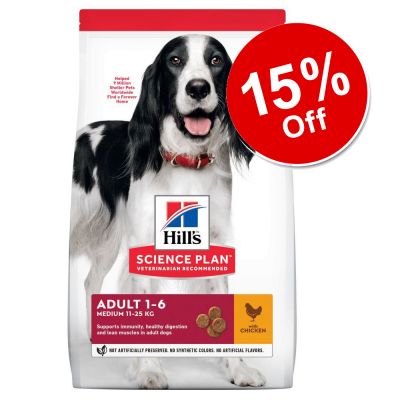 15%
Off
Helped
9 Million
Shelter Pets
Worldwide
Find a Forever
Home
Hill's
SCIENCE PLAN™
VETERINARIAN RECOMMENDED
ADULT 1-6
MEDIUM 11-25 KG
Supports immunity, healthy digestion
and lean muscles in adult dogs
with
CHICKEN
NOT ARTIFICIALLY PRESERVED. NO SYNTHETIC COLORS. NO ARTIFICIAL FLAVORS.